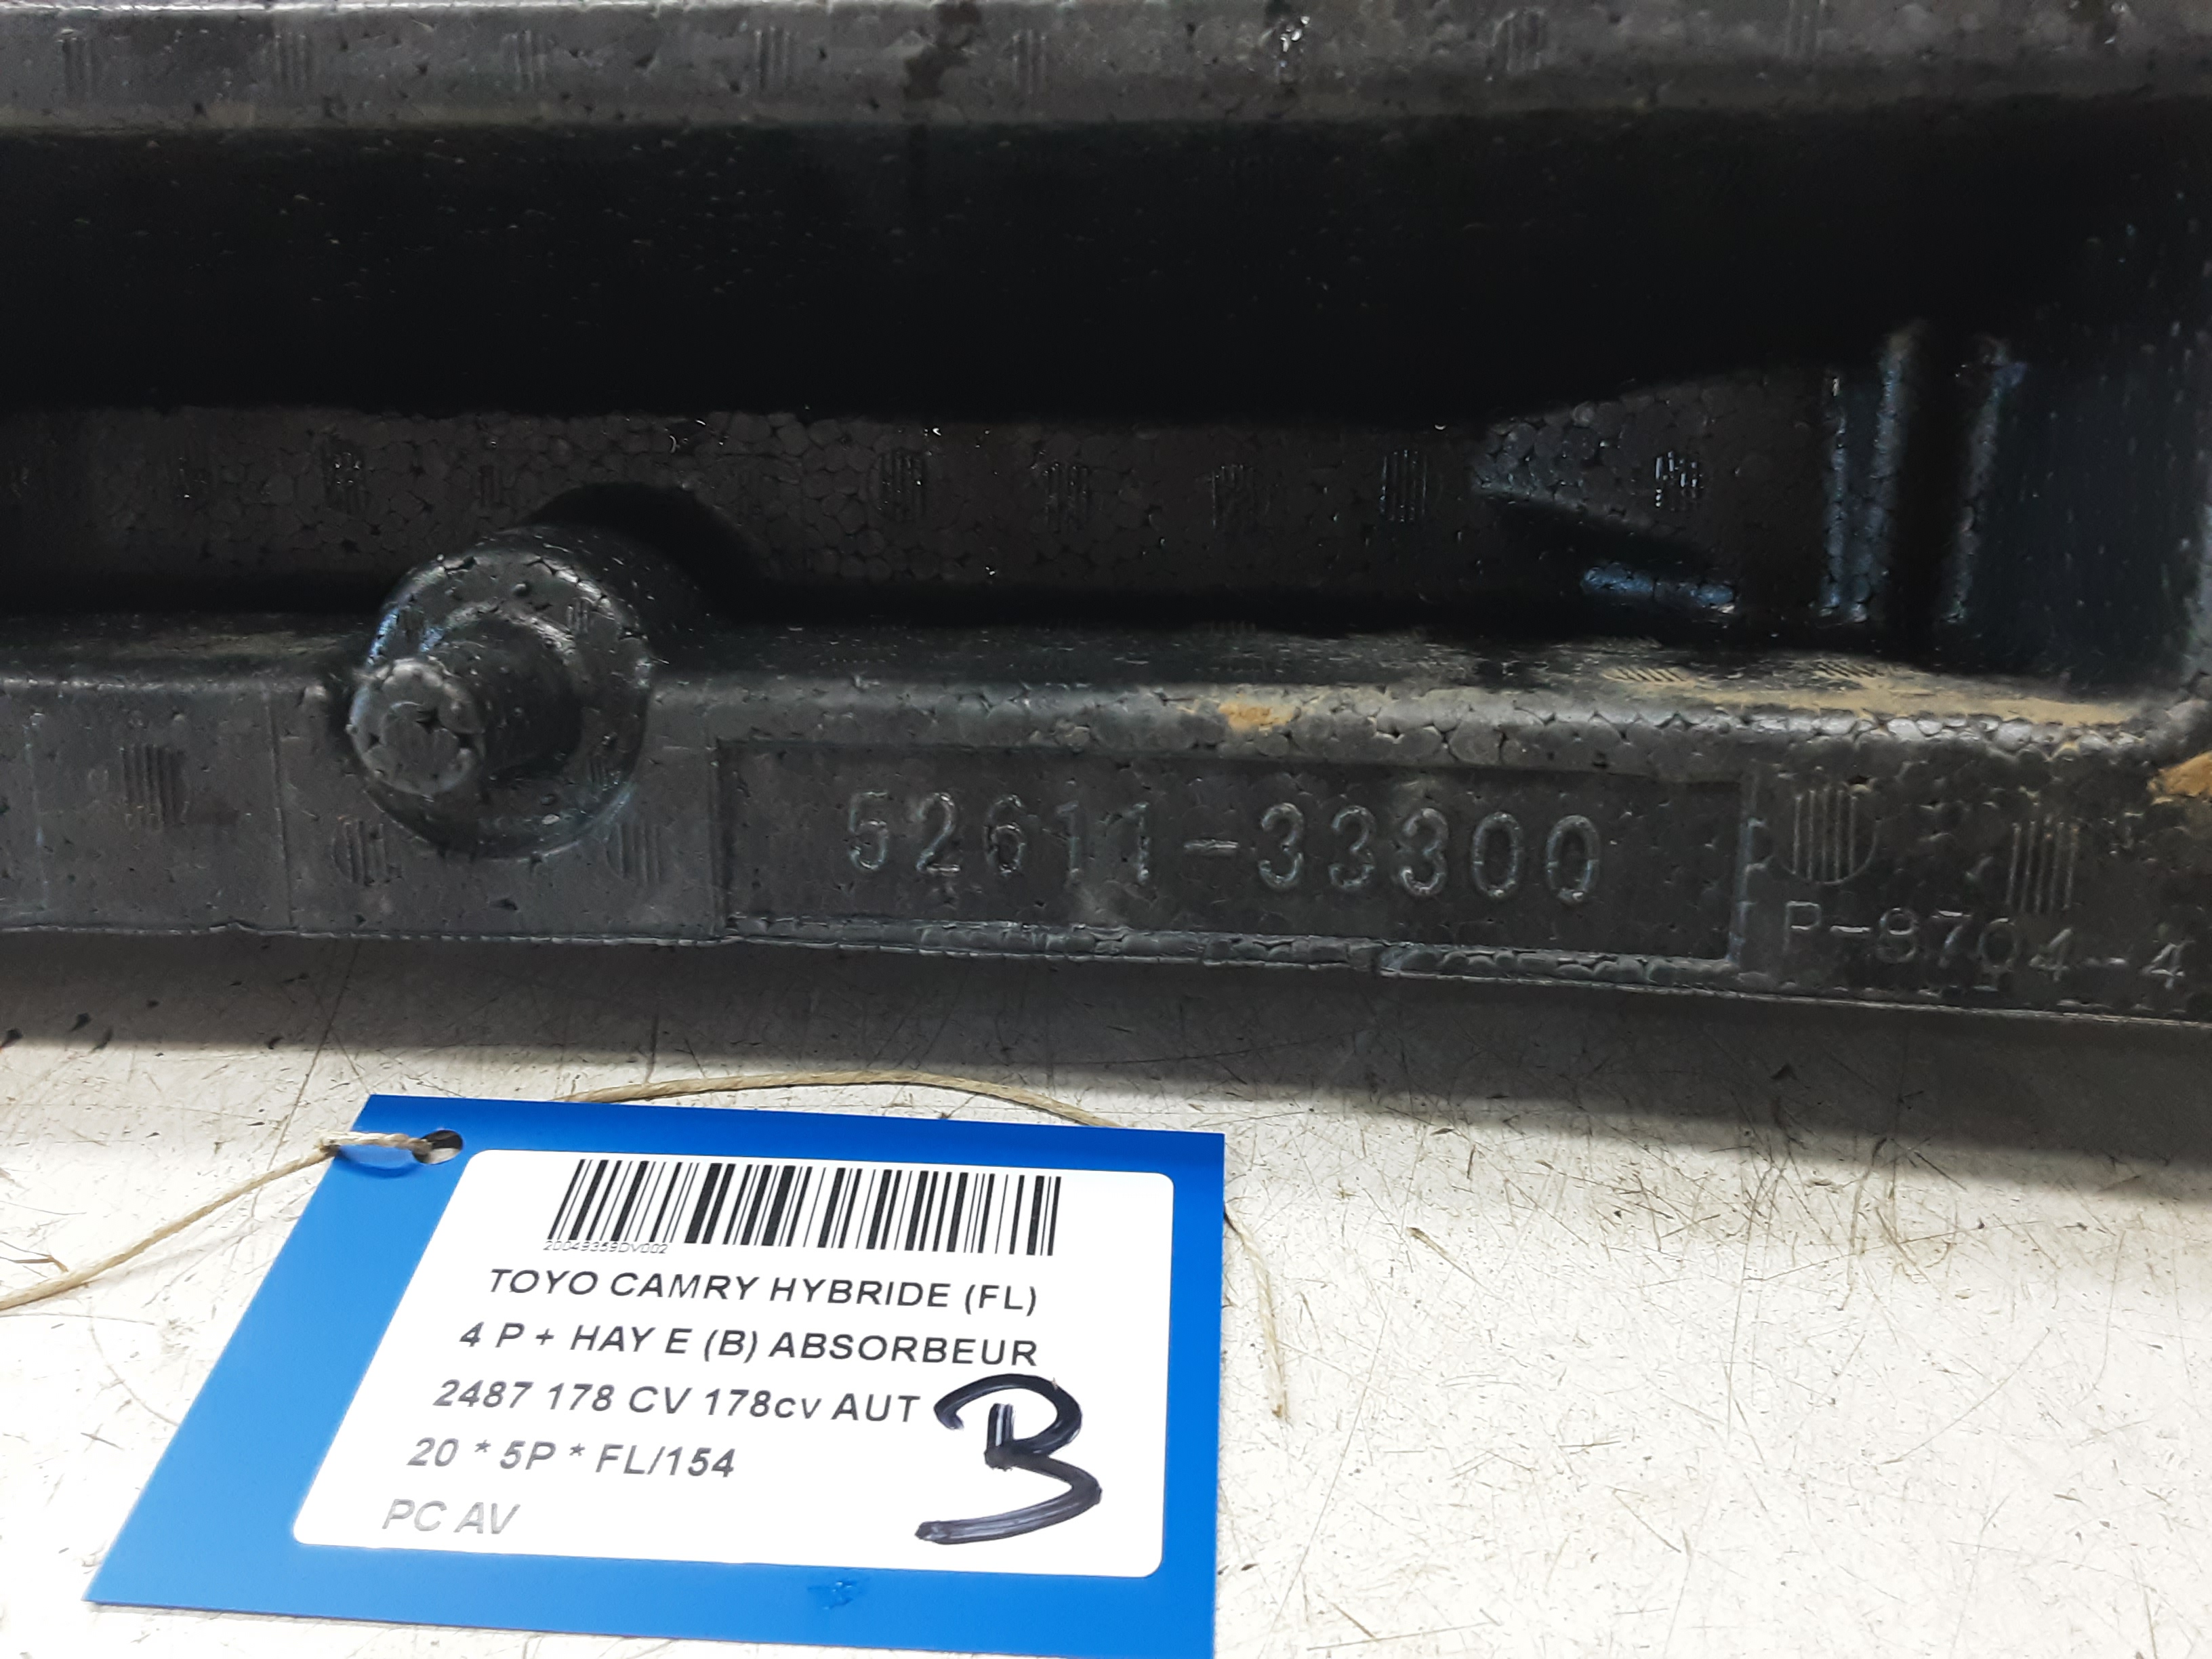 52611-33300
P-8704-4
20049359DV002
TOYO CAMRY HYBRIDE (FL)
4 P + HAY E (B) ABSORBEUR
2487 178 CV 178cv AUT
20 * 5P * FL/154
PC AV
B